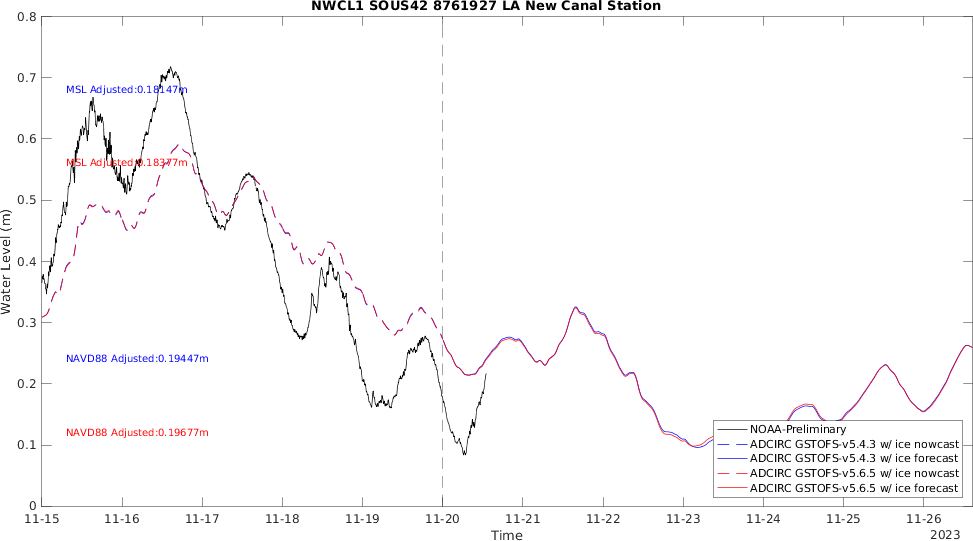 NWCL1 SOUS42 8761927 LA New Canal Station
0.8
0.7
0.6
0.5
0.4
0.3
0.2
0.1
0
Water Level (m)
MSL Adjusted:0.18147m
MSL Adjusted:0.18377m
NAVD88 Adjusted:0.19447m
NAVD88 Adjusted:0.19677m
NOAA-Preliminary
ADCIRC GSTOFS-v5.4.3 w/ ice nowcast
ADCIRC GSTOFS-v5.4.3 w/ ice forecast
ADCIRC GSTOFS-v5.6.5 w/ ice nowcast
ADCIRC GSTOFS-v5.6.5 w/ ice forecast
11-15 11-16 11-17 11-18 11-19 11-20 11-21 11-22 11-23 11-24 11-25 11-26
Time
2023